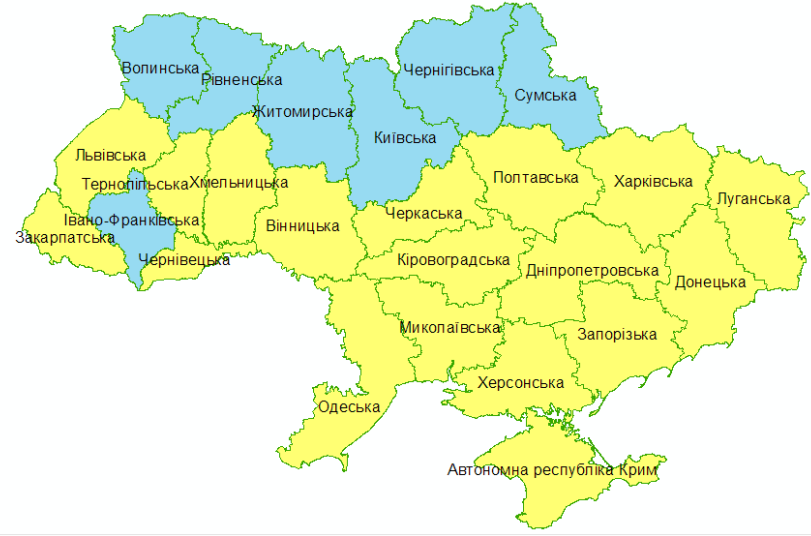 Волинська
Рівненська
Житомирська
Чернігівська
Сумська
Київська
Львівська
Тернопільська
Хмельницька
Полтавська
Харківська
Луганська
Івано-Франківська
Закарпатська
Чернівецька
Вінницька
Черкаська
Кіровоградська
Дніпропетровська
Донецька
Миколаївська
Запорізька
Херсонська
Одеська
Автономна республіка Крим